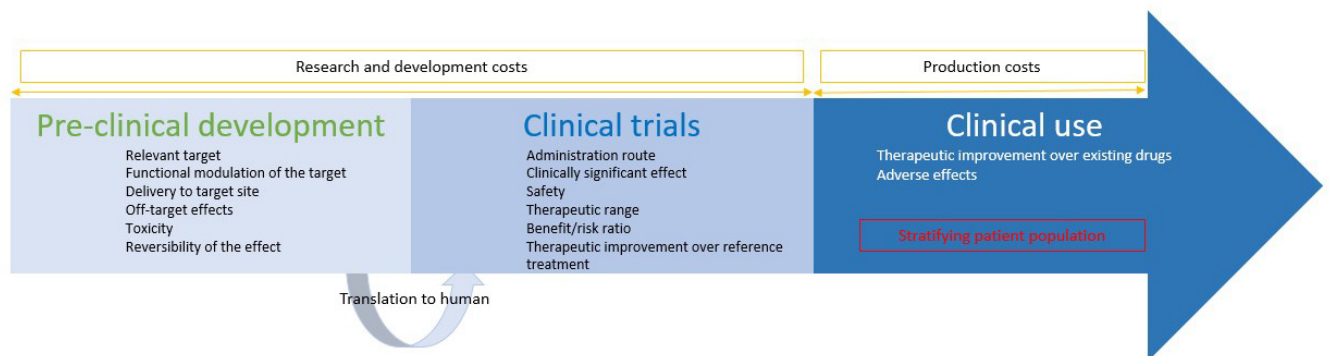 Research and development costs
Production costs
Pre-clinical development
Relevant target
Functional modulation of the target
Delivery to target site
Off-target effects
Toxicity
Reversibility of the effect
Clinical trials
Administration route
Clinically significant effect
Safety
Therapeutic range
Benefit/risk ratio
Therapeutic improvement over reference
treatment
Clinical use
Therapeutic improvement over existing drugs
Adverse effects
Stratifying patient population
Translation to human